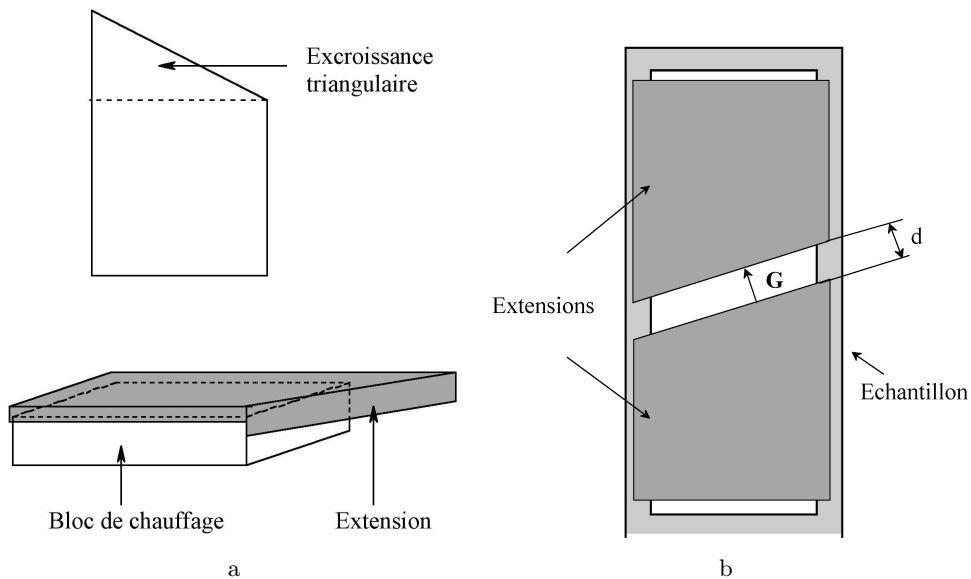 Excroissance
triangulaire
Bloc de chauffage
Extension
a
Extensions
G
d
Echantillon
b